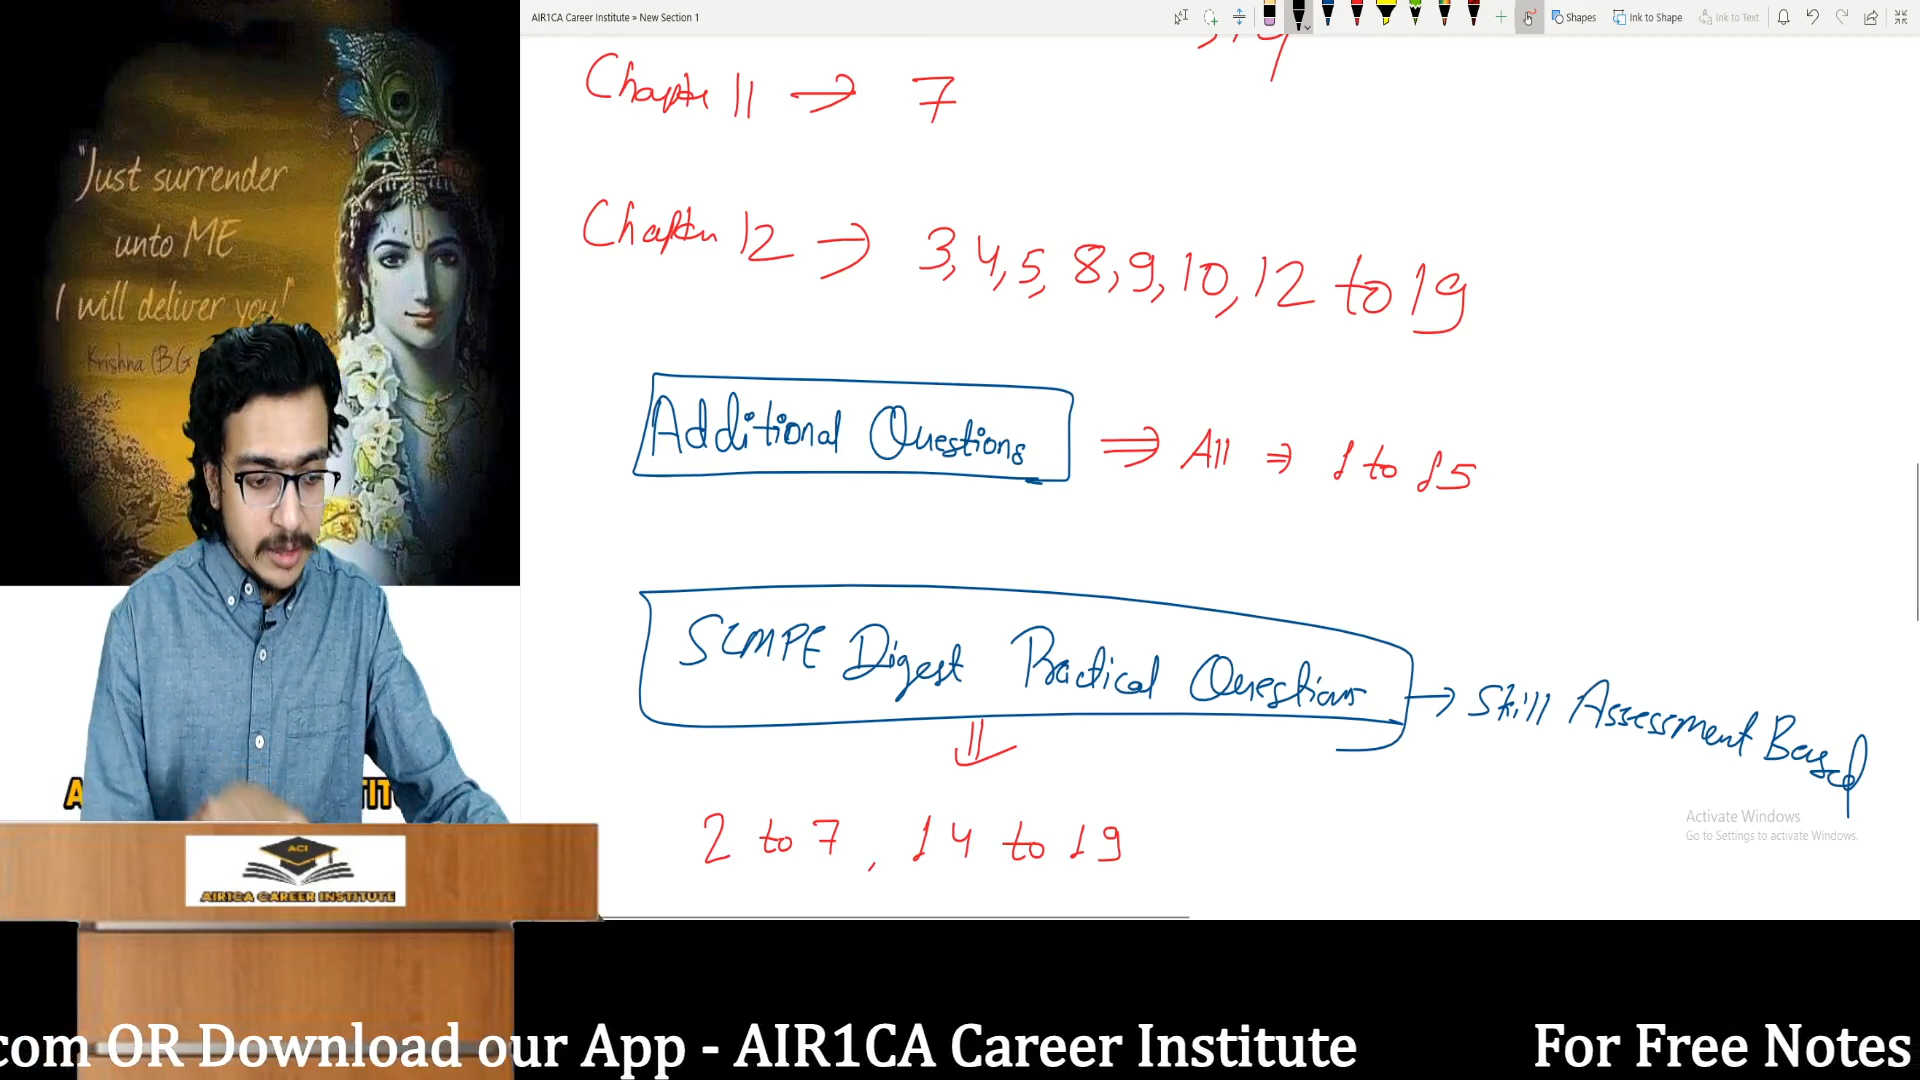 AIR1CA Career Institute » New Section 1
Shapes
Ink to Shape
Ink to Text
Chapter 11 → 7
Chapter 12 → 3, 4, 5, 8, 9, 10, 12 to 19
Additional Questions ⇒ All ⇒ 1 to 15
SCMPE Digest Practical Questions → Skill Assessment Based
2 to 7, 14 to 19
"Just surrender
unto ME
I will deliver you!"
Krishna (B.G
Activate Windows
Go to Settings to activate Windows.
ACI
AIR1CA CAREER INSTITUTE
com OR Download our App - AIR1CA Career Institute
For Free Notes